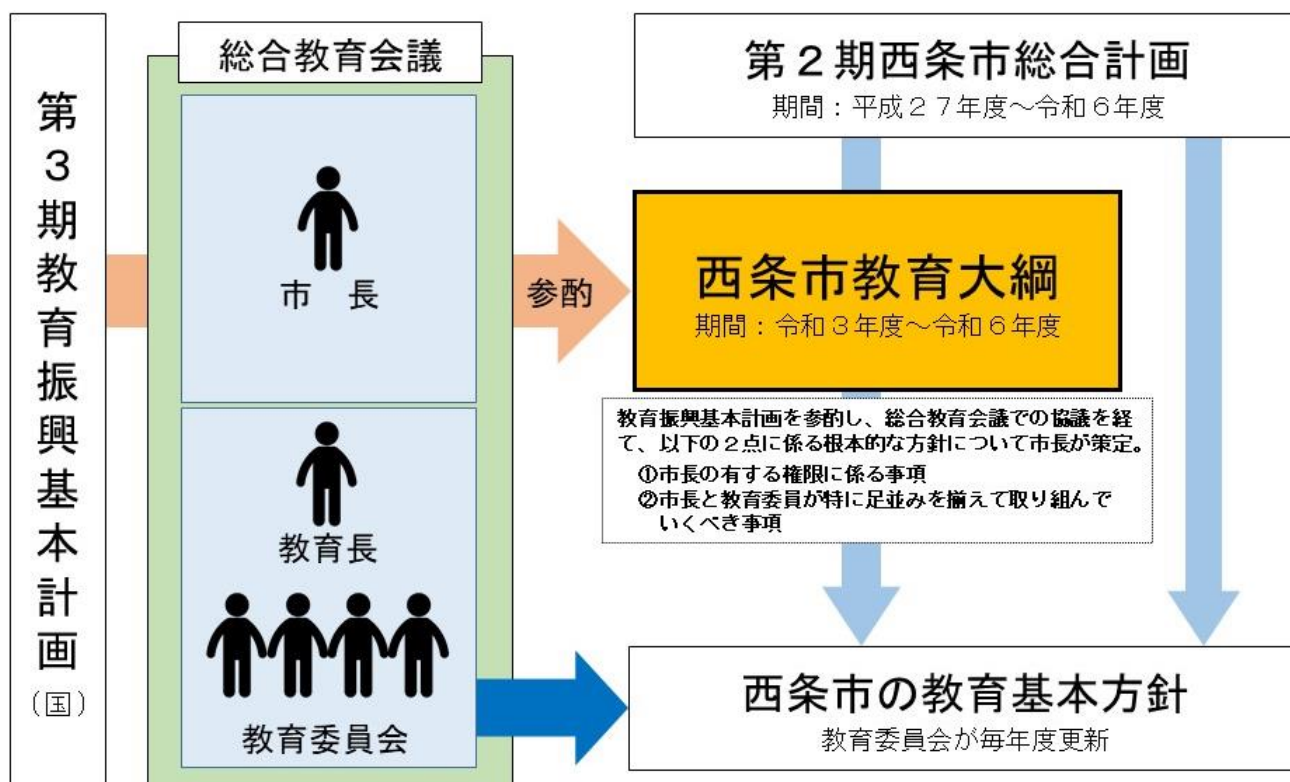 第３期教育振興基本計画
（国）
総合教育会議
市　長
教育長
教育委員会
参酌
第２期西条市総合計画
期間：平成２７年度～令和６年度
西条市教育大綱
期間：令和３年度～令和６年度
教育振興基本計画を参酌し、総合教育会議での協議を経
て、以下の２点に係る根本的な方針について市長が策定。
①市長の有する権限に係る事項
②市長と教育委員が特に足並みを揃えて取り組んで
いくべき事項
西条市の教育基本方針
教育委員会が毎年度更新